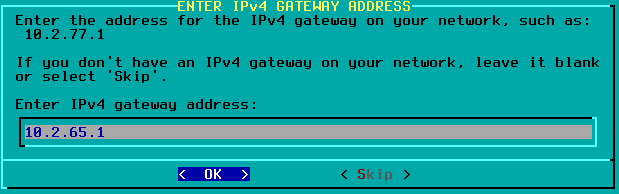 ENTER IPv4 GATEWAY ADDRESS
Enter the address for the IPv4 gateway on your network, such as:
10.2.77.1
If you don't have an IPv4 gateway on your network, leave it blank
or select 'Skip'.
Enter IPv4 gateway address:
10.2.65.1
< OK > < Skip >